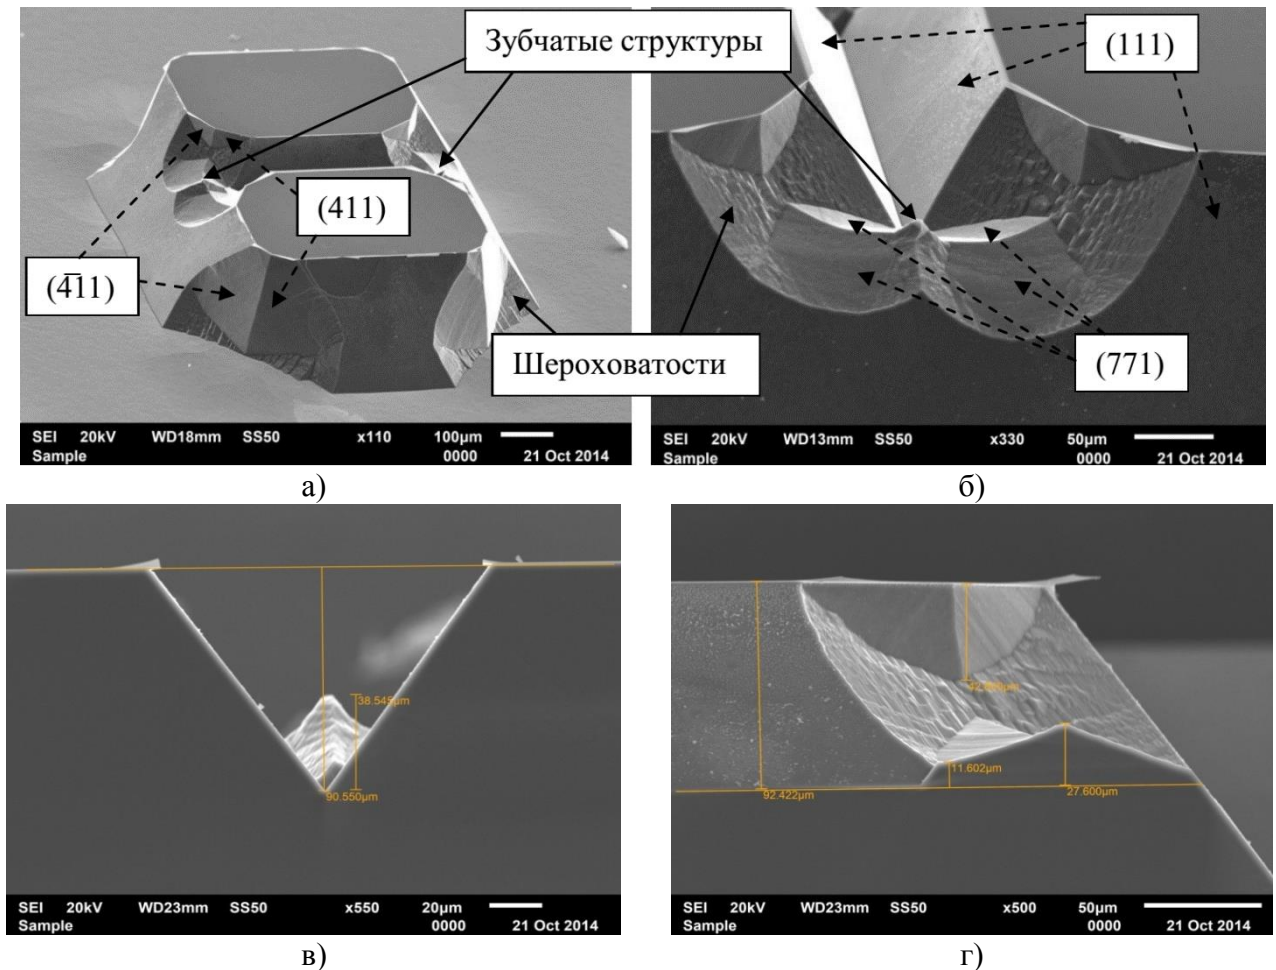 Зубчатые структуры
(111)
(411)
(4̅11)
Шероховатости
(771)
SEI 20kV WD18mm SS50 x110 100µm
Sample 0000 21 Oct 2014
SEI 20kV WD13mm SS50 x330 50µm
Sample 0000 21 Oct 2014
а)
б)
38.545µm
90.550µm
11.602µm
92.422µm
27.600µm
SEI 20kV WD23mm SS50 x550 20µm
Sample 0000 21 Oct 2014
SEI 20kV WD23mm SS50 x500 50µm
Sample 0000 21 Oct 2014
в)
г)